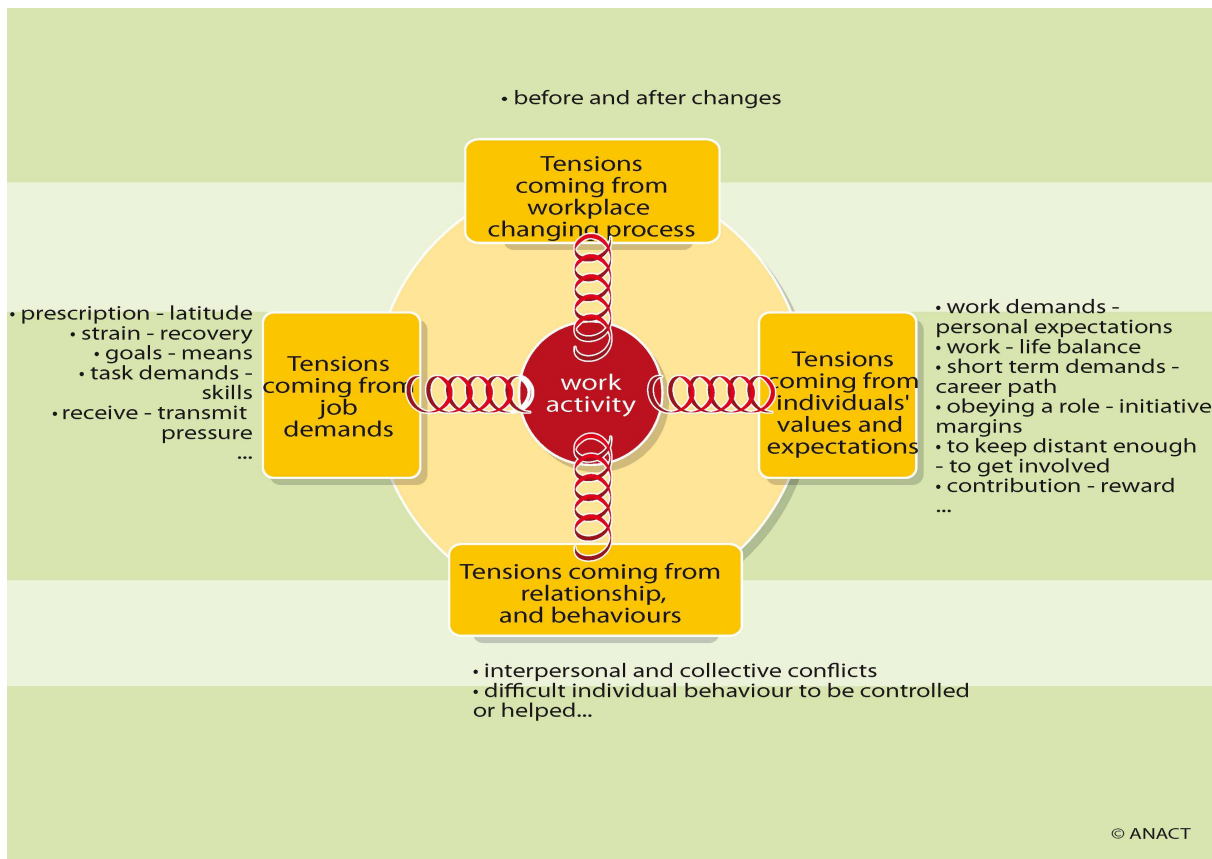 • before and after changes
Tensions
coming from
workplace
changing process
• prescription - latitude
• strain - recovery
• goals - means
• task demands -
skills
• receive - transmit
pressure
...
Tensions
coming from
job
demands
work
activity
Tensions
coming from
individuals'
values and
expectations
• work demands -
personal expectations
• work - life balance
• short term demands -
career path
• obeying a role - initiative
margins
• to keep distant enough
- to get involved
• contribution - reward
...
Tensions coming from
relationship,
and behaviours
• interpersonal and collective conflicts
• difficult individual behaviour to be controlled
or helped...
© ANACT